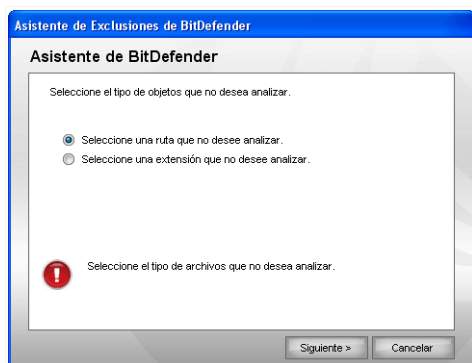 Asistente de Exclusiones de BitDefender
Asistente de BitDefender
Seleccione el tipo de objetos que no desea analizar.
Seleccione una ruta que no desee analizar.
Seleccione una extensión que no desee analizar.
Seleccione el tipo de archivos que no desea analizar.
Siguiente >
Cancelar